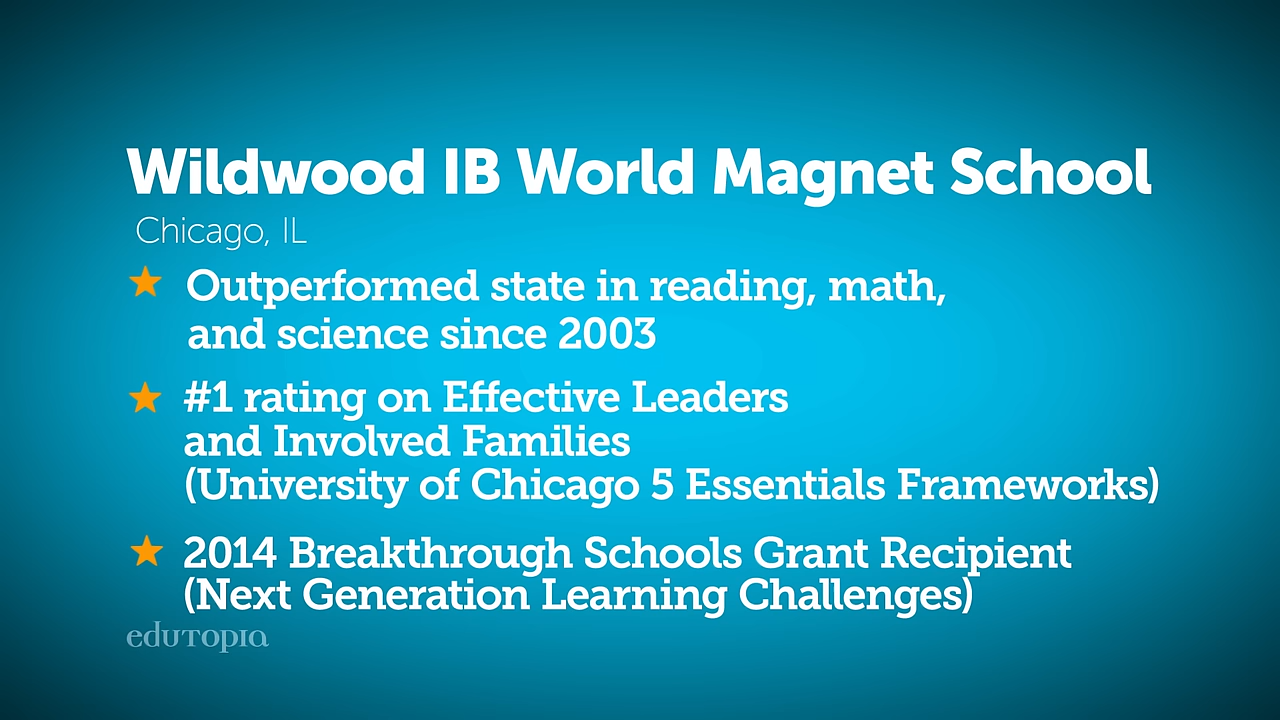 Wildwood IB World Magnet School
Chicago, IL
Outperformed state in reading, math,
and science since 2003
#1 rating on Effective Leaders
and Involved Families
(University of Chicago 5 Essentials Frameworks)
2014 Breakthrough Schools Grant Recipient
(Next Generation Learning Challenges)
edutopia